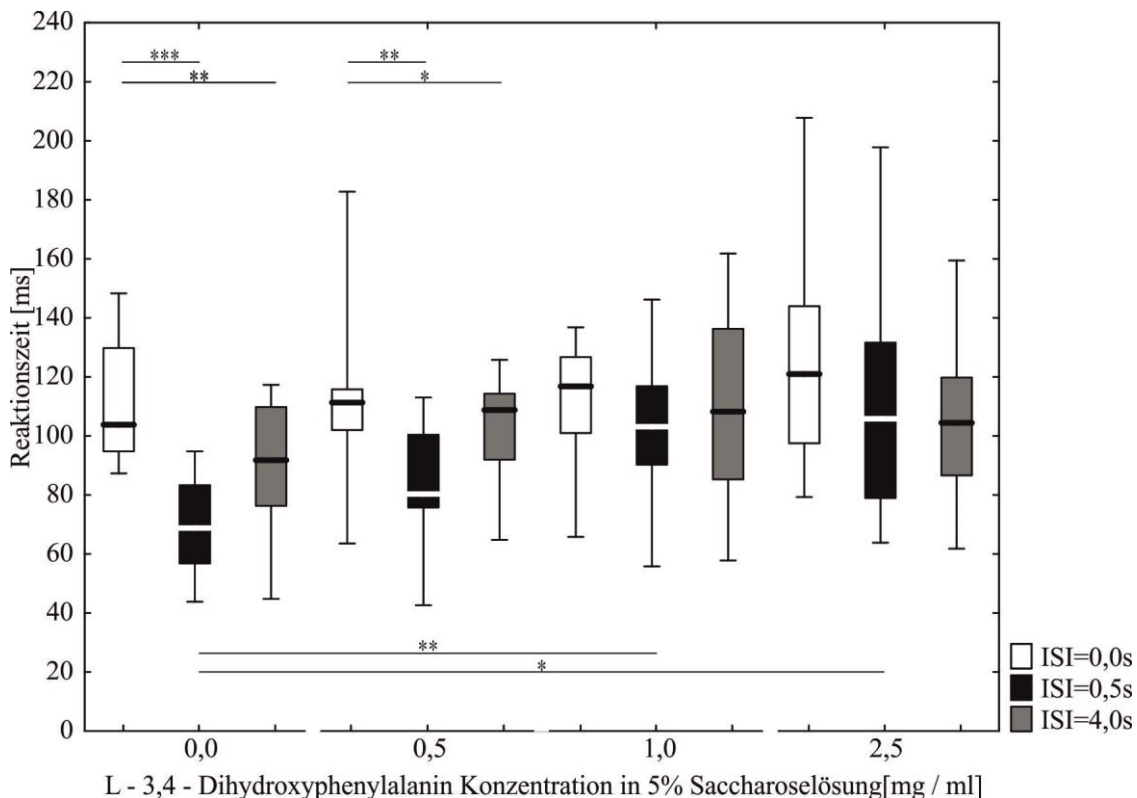 240
220
200
180
160
140
120
100
80
60
40
20
0
Reaktionszeit [ms]
*** **
** *
**
*
ISI=0,0s
ISI=0,5s
ISI=4,0s
0,0 0,5 1,0 2,5
L - 3,4 - Dihydroxyphenylalanin Konzentration in 5% Saccharoselösung[mg / ml]